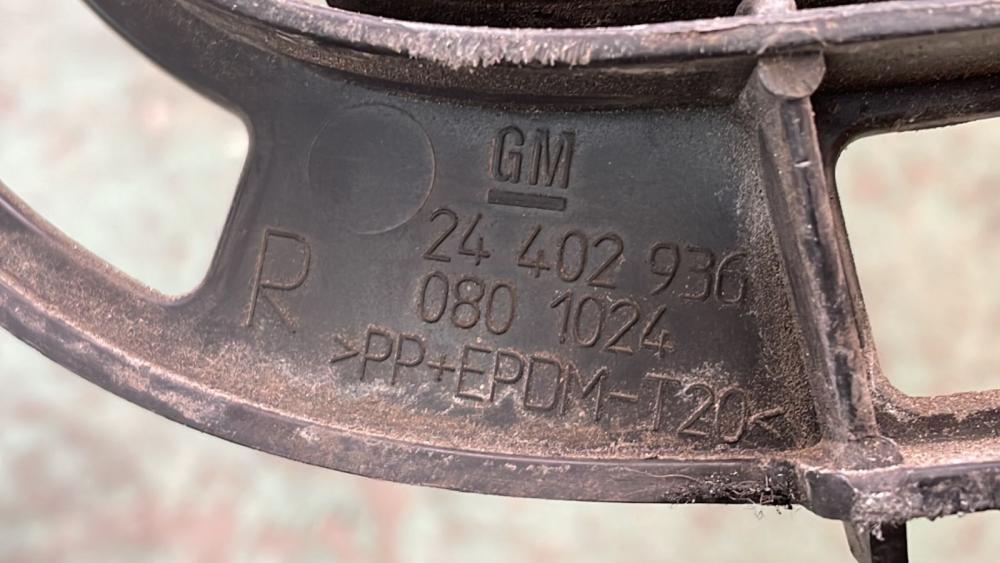 GM
24 402 936
R
080 1024
>PP+EPDM-T20<